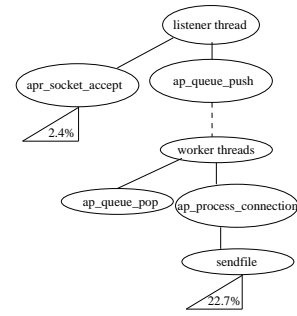 listener thread
apr_socket_accept
ap_queue_push
2.4%
worker threads
ap_queue_pop
ap_process_connection
sendfile
22.7%